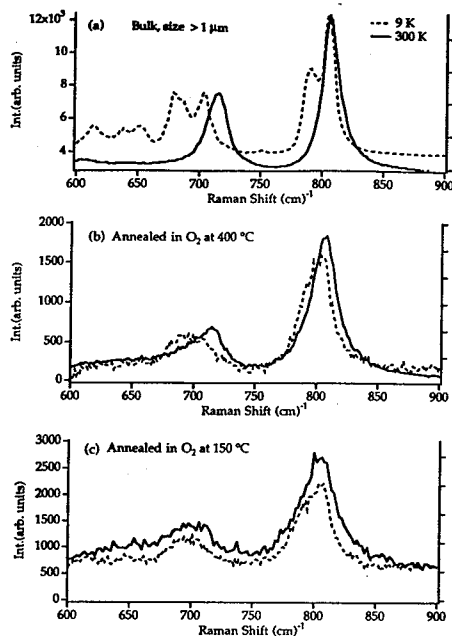 (a) Bulk, size > 1 μm
9 K
300 K
12x10³
10
8
6
4
Int.(arb. units)
600 650 700 750 800 850 900
Raman Shift (cm)⁻¹
(b) Annealed in O₂ at 400 °C
2000
1500
1000
500
0
Int.(arb. units)
600 650 700 750 800 850 900
Raman Shift (cm)⁻¹
(c) Annealed in O₂ at 150 °C
3000
2500
2000
1500
1000
500
0
Int.(arb. units)
600 650 700 750 800 850 900
Raman Shift (cm)⁻¹